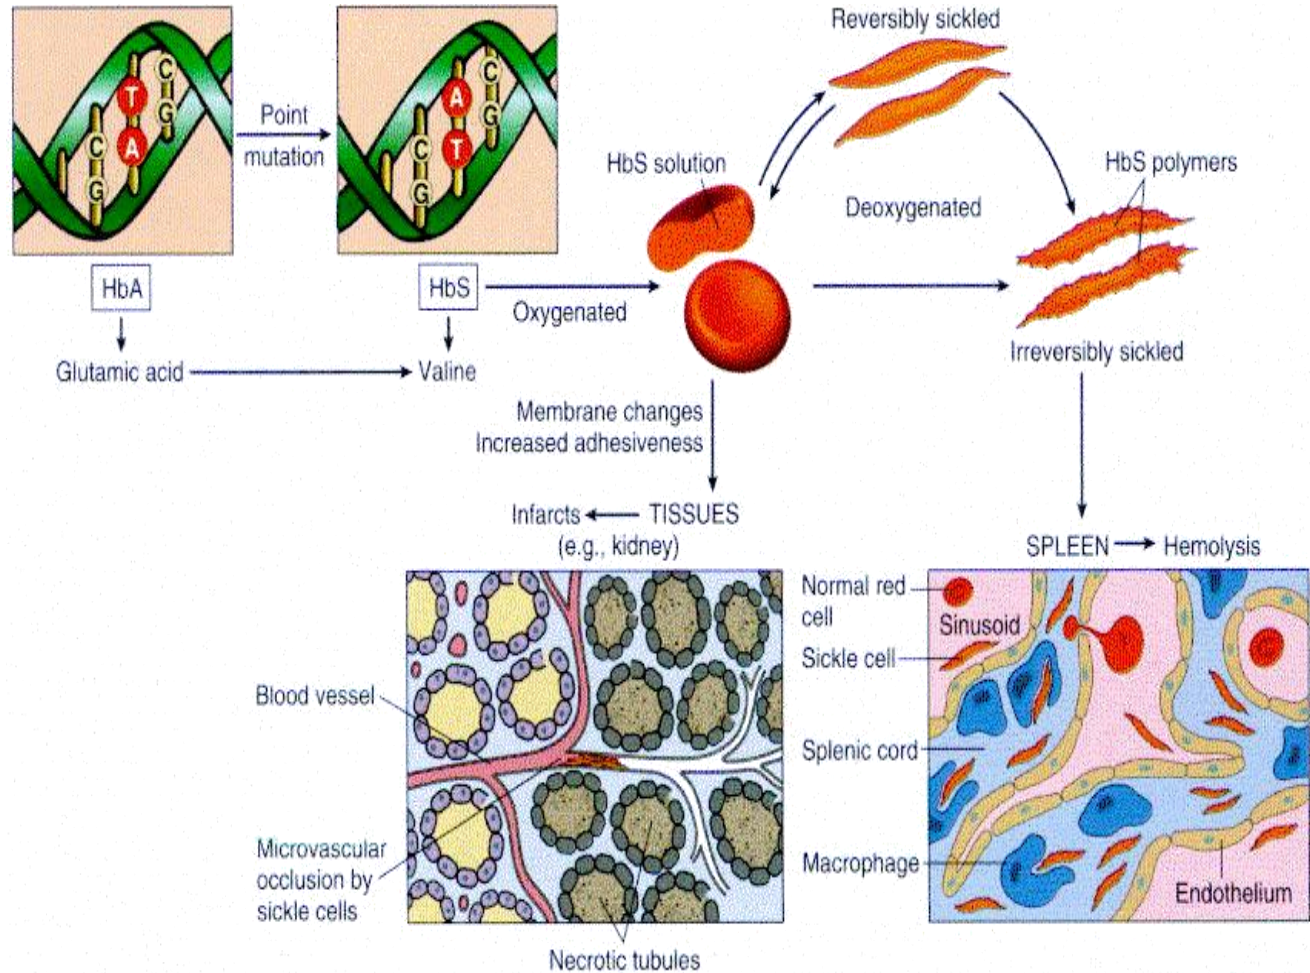 Reversibly sickled
C
T
G
A
C
G
Point
mutation
C
A
G
T
C
G
HbS solution
HbS polymers
Deoxygenated
HbA
HbS
Oxygenated
Glutamic acid
Valine
Irreversibly sickled
Membrane changes
Increased adhesiveness
Infarcts
TISSUES
(e.g., kidney)
SPLEEN
Hemolysis
Normal red
cell
Sinusoid
Sickle cell
Blood vessel
Splenic cord
Microvascular
occlusion by
sickle cells
Macrophage
Endothelium
Necrotic tubules